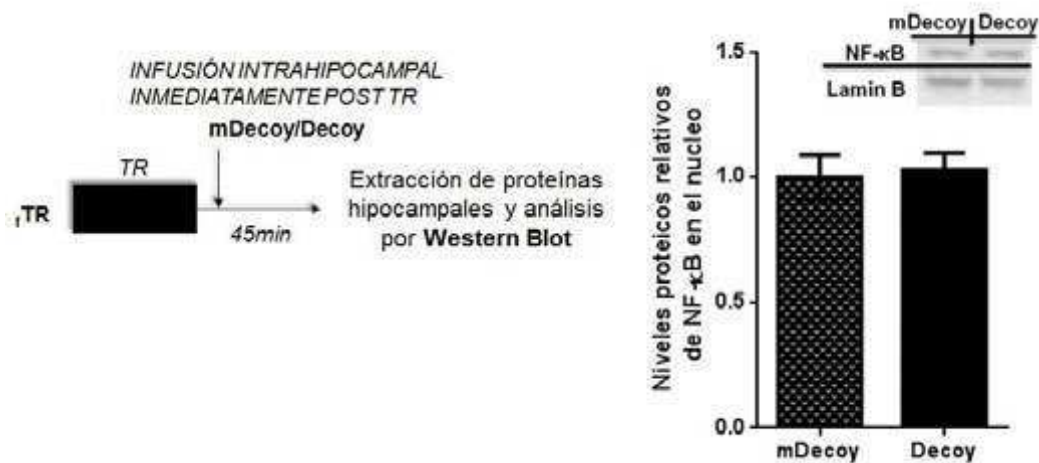 INFUSIÓN INTRAHIPOCAMPAL
INMEDIATAMENTE POST TR
mDecoy/Decoy
TR
1TR
45min
Extracción de proteínas
hipocampales y análisis
por Western Blot
mDecoy Decoy
NF-κB
Lamin B
Niveles proteicos relativos
de NF-κB en el nucleo
1.5
1.0
0.5
0.0
mDecoy
Decoy